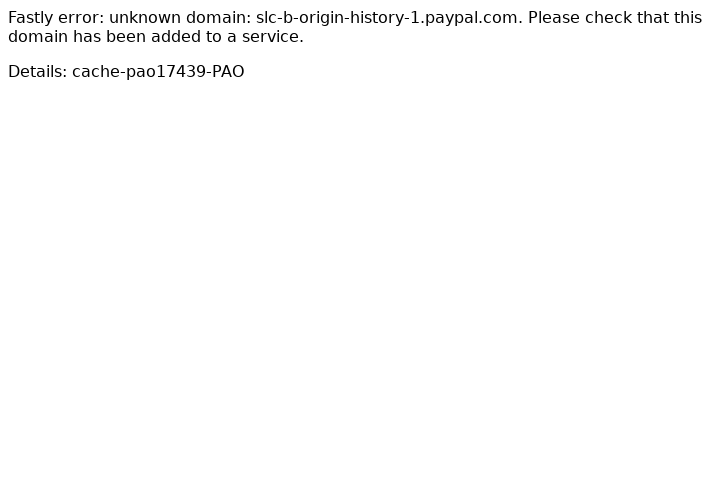 Fastly error: unknown domain: slc-b-origin-history-1.paypal.com. Please check that this
domain has been added to a service.
Details: cache-pao17439-PAO